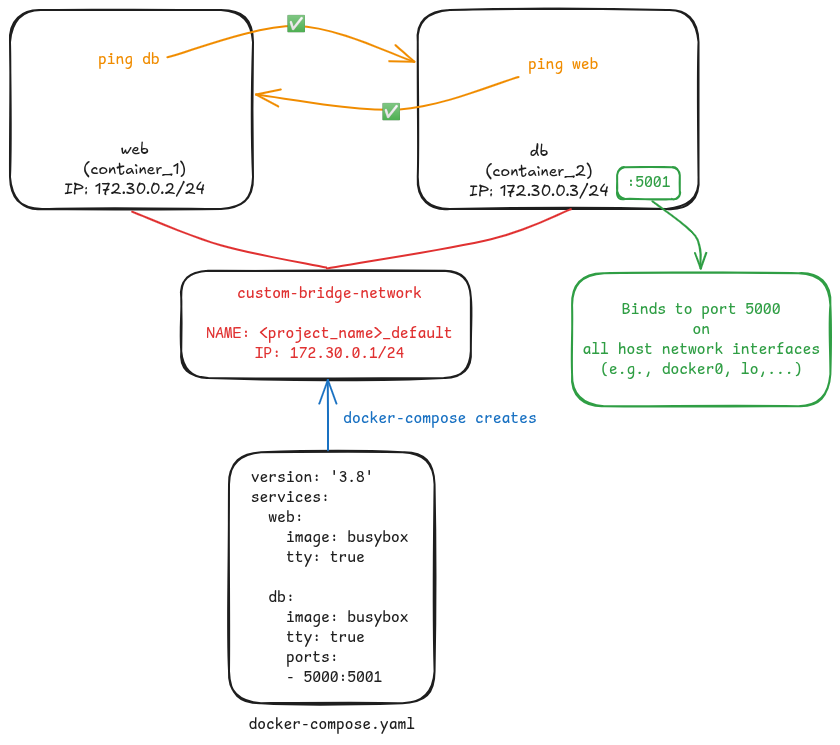 ping db
✅
ping web
✅
web
(container_1)
IP: 172.30.0.2/24
db
(container_2)
IP: 172.30.0.3/24
:5001
custom-bridge-network
NAME: <project_name>_default
IP: 172.30.0.1/24
Binds to port 5000
on
all host network interfaces
(e.g., docker0, lo,...)
docker-compose creates
version: '3.8'
services:
  web:
    image: busybox
    tty: true
  db:
    image: busybox
    tty: true
    ports:
    - 5000:5001
docker-compose.yaml